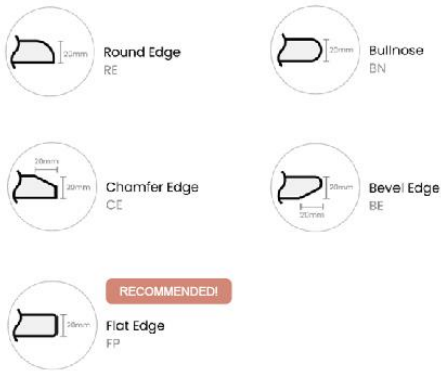 20mm
Round Edge
RE
20mm
Bullnose
BN
20mm
20mm
Chamfer Edge
CE
20mm
20mm
Bevel Edge
BE
RECOMMENDED!
20mm
Flat Edge
FP